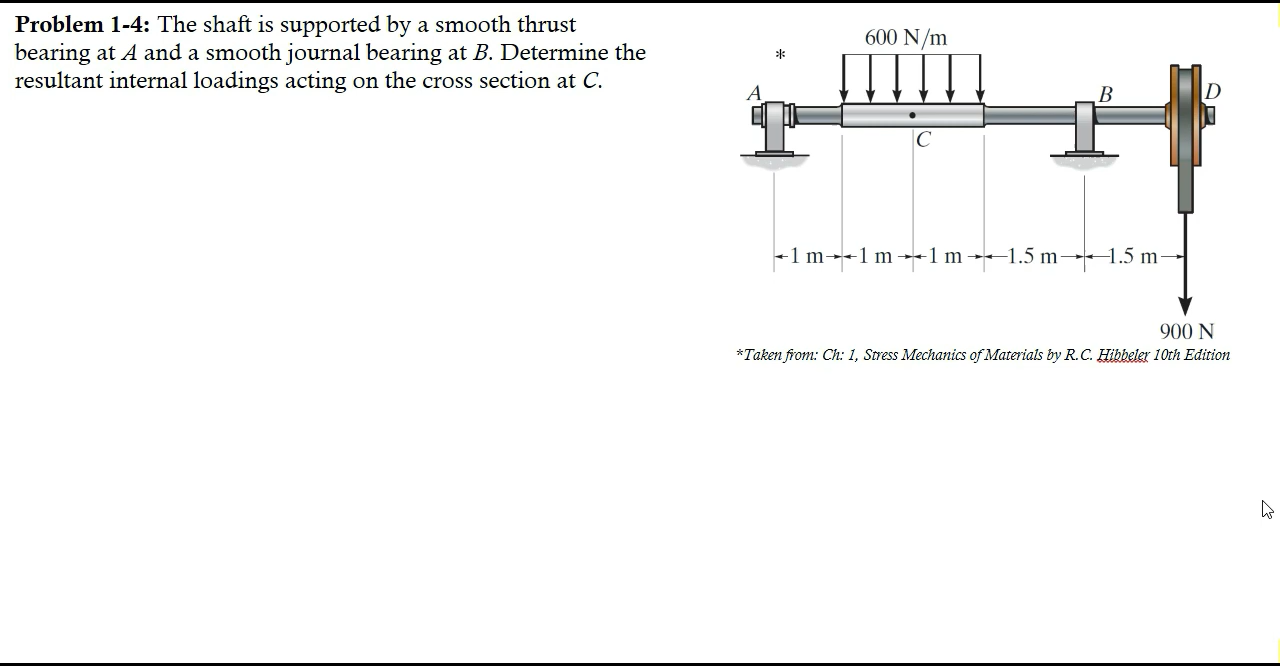 Problem 1-4: The shaft is supported by a smooth thrust
bearing at A and a smooth journal bearing at B. Determine the
resultant internal loadings acting on the cross section at C.
*
600 N/m
A
B
D
C
1 m
1 m
1 m
1.5 m
1.5 m
900 N
*Taken from: Ch: 1, Stress Mechanics of Materials by R.C. Hibbeler 10th Edition